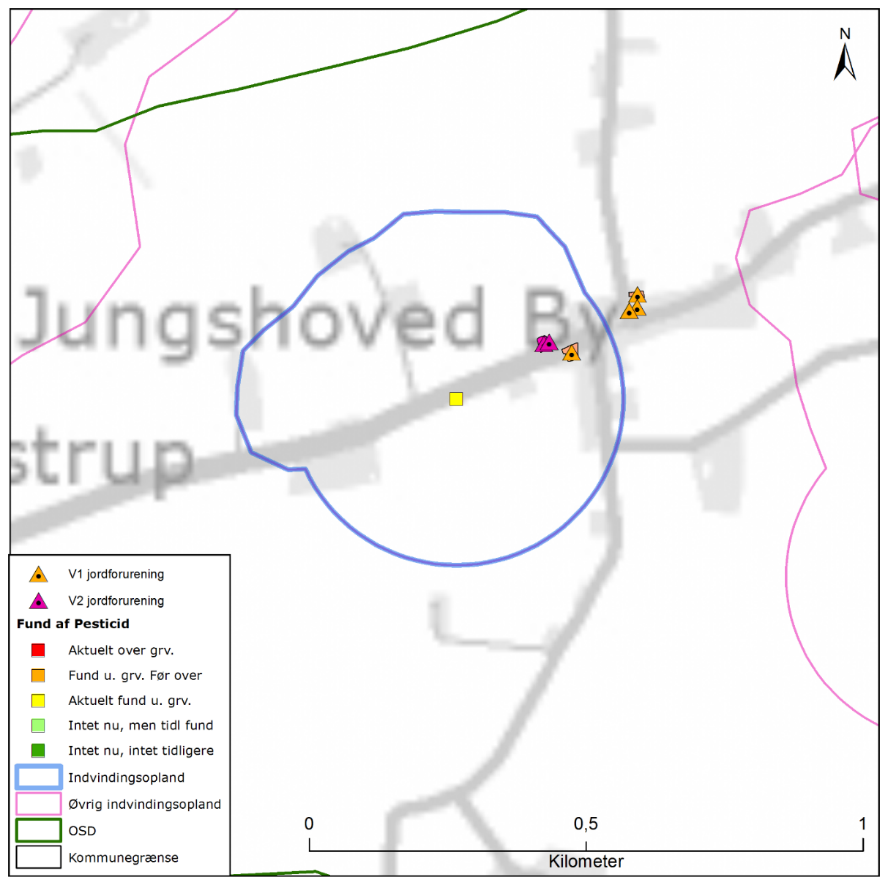 N
Jungshoved By
strup
V1 jordforurening
V2 jordforurening
Fund af Pesticid
Aktuelt over grv.
Fund u. grv. Før over
Aktuelt fund u. grv.
Intet nu, men tidl fund
Intet nu, intet tidligere
Indvindingsopland
Øvrig indvindingsopland
OSD
Kommunegrænse
0 0,5 1
Kilometer